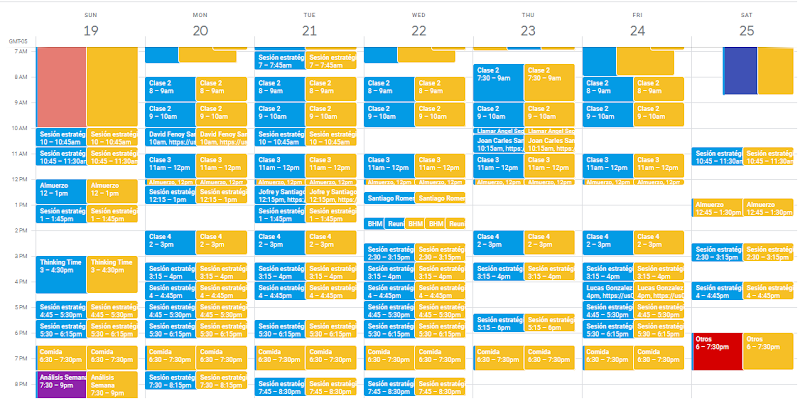 SUN
MON
TUE
WED
THU
FRI
SAT
19
20
21
22
23
24
25
GMT-06
7 AM
8 AM
9 AM
10 AM
11 AM
12 PM
1 PM
2 PM
3 PM
4 PM
5 PM
6 PM
7 PM
8 PM
Sesión estratég Sesión estratég
10 – 10:45am 10 – 10:45am
Sesión estratég Sesión estratég
10:45 – 11:30am 10:45 – 11:30am
Almuerzo Almuerzo
12 – 1pm 12 – 1pm
Sesión estratég Sesión estratég
1 – 1:45pm 1 – 1:45pm
Thinking Time Thinking Time
3 – 4:30pm 3 – 4:30pm
Sesión estratég Sesión estratég
4:45 – 5:30pm 4:45 – 5:30pm
Sesión estratég Sesión estratég
5:30 – 6:15pm 5:30 – 6:15pm
Comida Comida
6:30 – 7:30pm 6:30 – 7:30pm
Análisis Seman Análisis
7:30 – 9pm Semana
7:30 – 9pm
Clase 2 Clase 2
8 – 9am 8 – 9am
Clase 2 Clase 2
9 – 10am 9 – 10am
David Fenoy Sar David Fenoy Sar
10am, https://us 10am, https://us
Clase 3 Clase 3
11am – 12pm 11am – 12pm
Almuerzo, 12pm Almuerzo, 12pm
Sesión estratég Sesión estratég
12:15 – 1pm 12:15 – 1pm
Clase 4 Clase 4
2 – 3pm 2 – 3pm
Sesión estratég Sesión estratég
3:15 – 4pm 3:15 – 4pm
Sesión estratég Sesión estratég
4 – 4:45pm 4 – 4:45pm
Sesión estratég Sesión estratég
4:45 – 5:30pm 4:45 – 5:30pm
Sesión estratég Sesión estratég
5:30 – 6:15pm 5:30 – 6:15pm
Comida Comida
6:30 – 7:30pm 6:30 – 7:30pm
Sesión estratég Sesión estratég
7:30 – 8:15pm 7:30 – 8:15pm
Sesión estratég Sesión estratég
7 – 7:45am 7 – 7:45am
Clase 2 Clase 2
8 – 9am 8 – 9am
Clase 2 Clase 2
9 – 10am 9 – 10am
Sesión estratég Sesión estratég
10 – 10:45am 10 – 10:45am
Clase 3 Clase 3
11am – 12pm 11am – 12pm
Almuerzo, 12pm Almuerzo, 12pm
Jofre y Santiago Jofre y Santiago
12:15pm, https: 12:15pm, https:
Sesión estratég Sesión estratég
1 – 1:45pm 1 – 1:45pm
Clase 4 Clase 4
2 – 3pm 2 – 3pm
Sesión estratég Sesión estratég
3:15 – 4pm 3:15 – 4pm
Sesión estratég Sesión estratég
4 – 4:45pm 4 – 4:45pm
Sesión estratég Sesión estratég
5:30 – 6:15pm 5:30 – 6:15pm
Comida Comida
6:30 – 7:30pm 6:30 – 7:30pm
Sesión estratég Sesión estratég
7:45 – 8:30pm 7:45 – 8:30pm
Clase 2 Clase 2
8 – 9am 8 – 9am
Clase 2 Clase 2
9 – 10am 9 – 10am
Clase 3 Clase 3
11am – 12pm 11am – 12pm
Almuerzo, 12pm Almuerzo, 12pm
Santiago Romer Santiago Romer
BHM Reun BHM BHM Reun
Sesión estratég Sesión estratég
2:30 – 3:15pm 2:30 – 3:15pm
Sesión estratég Sesión estratég
3:15 – 4pm 3:15 – 4pm
Sesión estratég Sesión estratég
4 – 4:45pm 4 – 4:45pm
Sesión estratég Sesión estratég
4:45 – 5:30pm 4:45 – 5:30pm
Sesión estratég Sesión estratég
5:30 – 6:15pm 5:30 – 6:15pm
Comida Comida
6:30 – 7:30pm 6:30 – 7:30pm
Sesión estratég Sesión estratég
7:45 – 8:30pm 7:45 – 8:30pm
Clase 2 Clase 2
7:30 – 9am 7:30 – 9am
Clase 2 Clase 2
9 – 10am 9 – 10am
Llamar Angel Seg Llamar Angel Seg
Joan Carles San Joan Carles San
10:15am, https: 10:15am, https:
Clase 3 Clase 3
11am – 12pm 11am – 12pm
Almuerzo, 12pm Almuerzo, 12pm
Clase 4 Clase 4
2 – 3pm 2 – 3pm
Sesión estratég Sesión estratég
3:15 – 4pm 3:15 – 4pm
Sesión estratég Sesión estratég
5:15 – 6pm 5:15 – 6pm
Comida Comida
6:30 – 7:30pm 6:30 – 7:30pm
Clase 2 Clase 2
8 – 9am 8 – 9am
Clase 2 Clase 2
9 – 10am 9 – 10am
Clase 3 Clase 3
11am – 12pm 11am – 12pm
Almuerzo, 12pm Almuerzo, 12pm
Clase 4 Clase 4
2 – 3pm 2 – 3pm
Sesión estratég Sesión estratég
3:15 – 4pm 3:15 – 4pm
Lucas Gonzalez Lucas Gonzalez
4pm, https://us0 4pm, https://us0
Sesión estratég Sesión estratég
4:45 – 5:30pm 4:45 – 5:30pm
Sesión estratég Sesión estratég
5:30 – 6:15pm 5:30 – 6:15pm
Comida Comida
6:30 – 7:30pm 6:30 – 7:30pm
Sesión estratég Sesión estratég
10:45 – 11:30am 10:45 – 11:30am
Almuerzo Almuerzo
12:45 – 1:30pm 12:45 – 1:30pm
Sesión estratég Sesión estratég
2:30 – 3:15pm 2:30 – 3:15pm
Sesión estratég Sesión estratég
4 – 4:45pm 4 – 4:45pm
Otros Otros
6 – 7:30pm 6 – 7:30pm